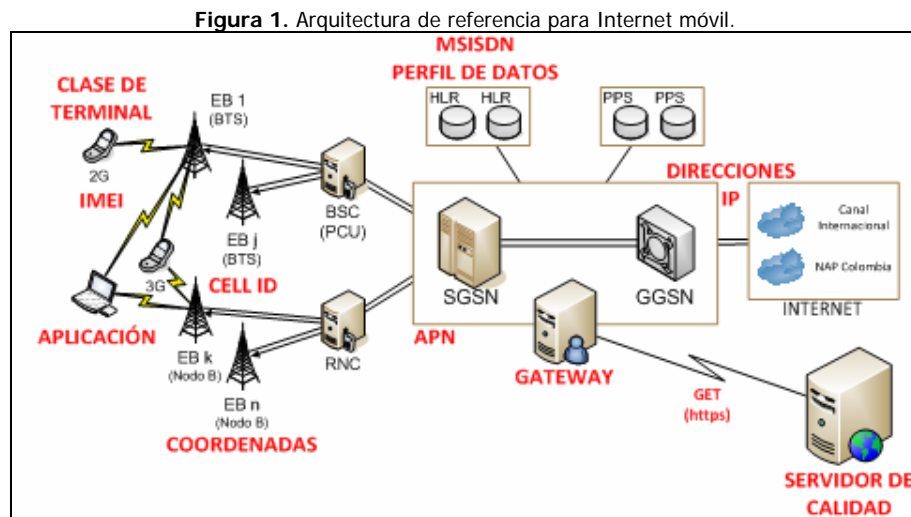 Figura 1. Arquitectura de referencia para Internet móvil.
MSISDN
PERFIL DE DATOS
HLR HLR
PPS PPS
CLASE DE
TERMINAL
2G
IMEI
EB 1
(BTS)
EB j
(BTS)
BSC
(PCU)
3G
CELL ID
APLICACIÓN
EB k
(Nodo B)
EB n
(Nodo B)
COORDENADAS
RNC
SGSN
GGSN
APN
DIRECCIONES
IP
Canal
Internacional
NAP Colombia
INTERNET
GATEWAY
GET
(https)
SERVIDOR DE
CALIDAD